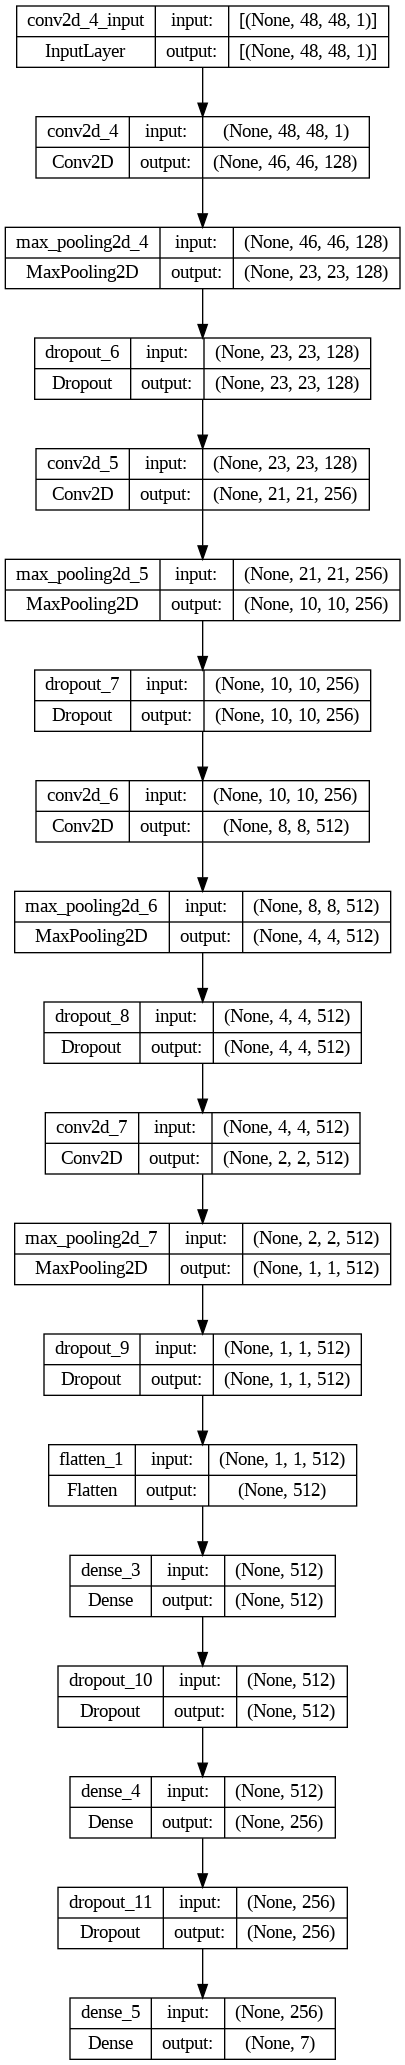 conv2d_4_input input: [(None, 48, 48, 1)]
InputLayer output: [(None, 48, 48, 1)]
conv2d_4 input: (None, 48, 48, 1)
Conv2D output: (None, 46, 46, 128)
max_pooling2d_4 input: (None, 46, 46, 128)
MaxPooling2D output: (None, 23, 23, 128)
dropout_6 input: (None, 23, 23, 128)
Dropout output: (None, 23, 23, 128)
conv2d_5 input: (None, 23, 23, 128)
Conv2D output: (None, 21, 21, 256)
max_pooling2d_5 input: (None, 21, 21, 256)
MaxPooling2D output: (None, 10, 10, 256)
dropout_7 input: (None, 10, 10, 256)
Dropout output: (None, 10, 10, 256)
conv2d_6 input: (None, 10, 10, 256)
Conv2D output: (None, 8, 8, 512)
max_pooling2d_6 input: (None, 8, 8, 512)
MaxPooling2D output: (None, 4, 4, 512)
dropout_8 input: (None, 4, 4, 512)
Dropout output: (None, 4, 4, 512)
conv2d_7 input: (None, 4, 4, 512)
Conv2D output: (None, 2, 2, 512)
max_pooling2d_7 input: (None, 2, 2, 512)
MaxPooling2D output: (None, 1, 1, 512)
dropout_9 input: (None, 1, 1, 512)
Dropout output: (None, 1, 1, 512)
flatten_1 input: (None, 1, 1, 512)
Flatten output: (None, 512)
dense_3 input: (None, 512)
Dense output: (None, 512)
dropout_10 input: (None, 512)
Dropout output: (None, 512)
dense_4 input: (None, 512)
Dense output: (None, 256)
dropout_11 input: (None, 256)
Dropout output: (None, 256)
dense_5 input: (None, 256)
Dense output: (None, 7)